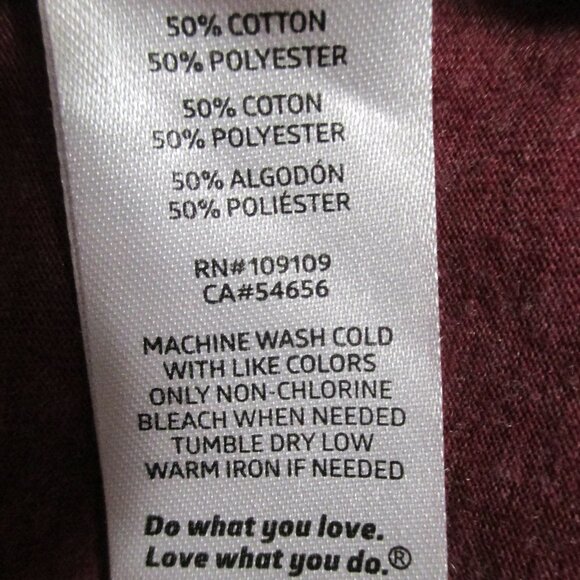 50% COTTON
50% POLYESTER
50% COTON
50% POLYESTER
50% ALGODÓN
50% POLIÉSTER
RN#109109
CA#54656
MACHINE WASH COLD
WITH LIKE COLORS
ONLY NON-CHLORINE
BLEACH WHEN NEEDED
TUMBLE DRY LOW
WARM IRON IF NEEDED
Do what you love.
Love what you do.®